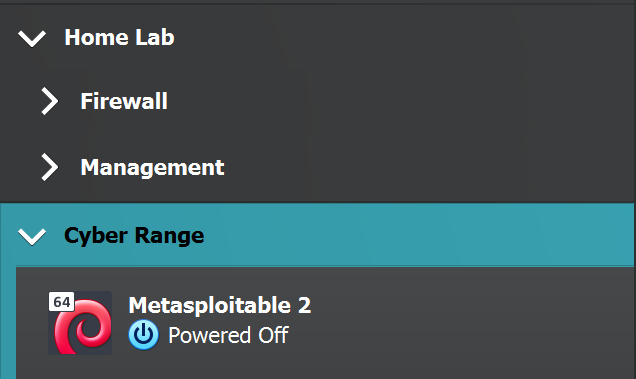 Home Lab
Firewall
Management
Cyber Range
64
Metasploitable 2
Powered Off